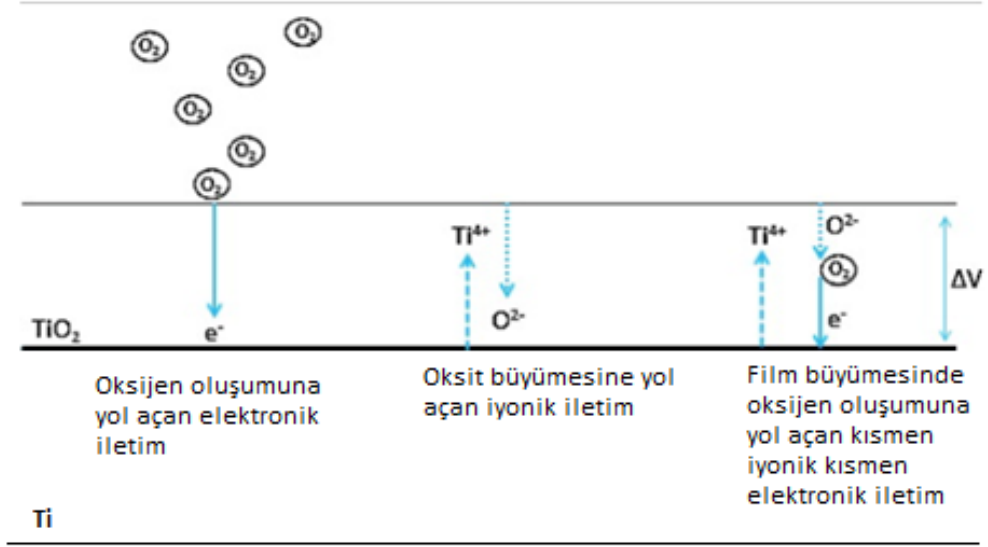 O₂
O₂
O₂
O₂
O₂
O₂
Ti⁴⁺
O²⁻
Ti⁴⁺
O²⁻
O₂
ΔV
TiO₂
e⁻
e⁻
Oksijen oluşumuna
yol açan elektronik
iletim
Oksit büyümesine yol
açan iyonik iletim
Film büyümesinde
oksijen oluşumuna
yol açan kısmen
iyonik kısmen
elektronik iletim
Ti